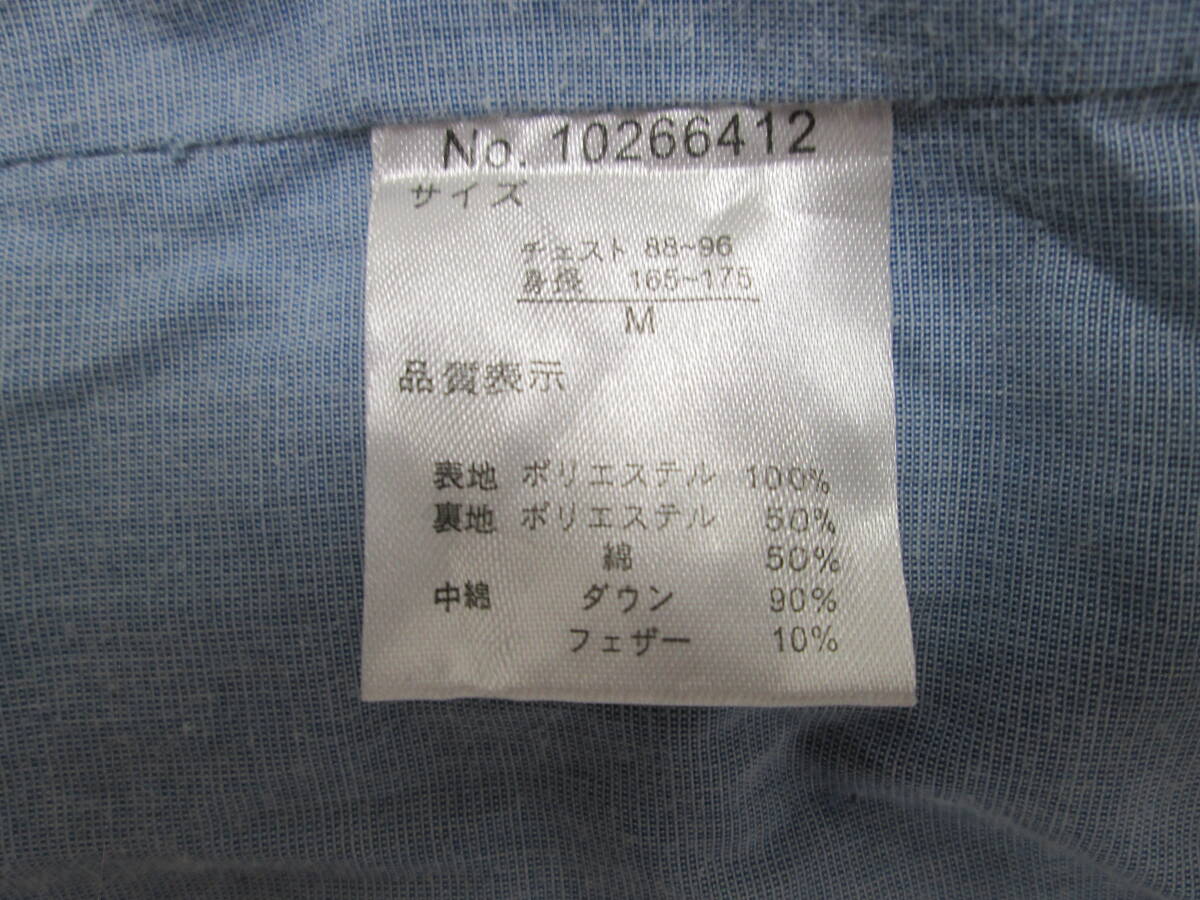 No. 10266412
サイズ
チェスト 88~96
身長 165~175
M
品質表示
表地 ポリエステル 100%
裏地 ポリエステル 50%
綿 50%
中綿 ダウン 90%
フェザー 10%